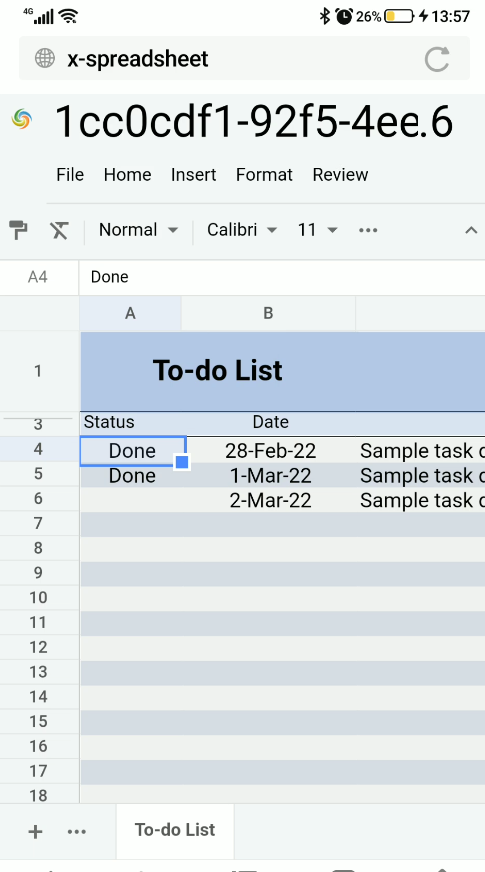 4G 26% 13:57
x-spreadsheet
1cc0cdf1-92f5-4ee.6
File Home Insert Format Review
Normal Calibri 11 ...
A4 Done
A B
1 To-do List
3 Status Date
4 Done 28-Feb-22 Sample task
5 Done 1-Mar-22 Sample task
6 2-Mar-22 Sample task
7
8
9
10
11
12
13
14
15
16
17
18
+ ... To-do List